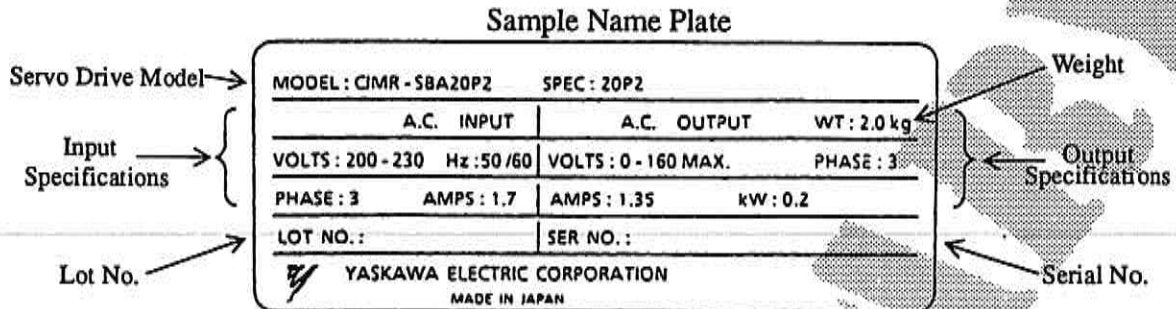 Sample Name Plate
Servo Drive Model
MODEL : CIMR - SBA20P2 SPEC : 20P2
Weight
A.C. INPUT A.C. OUTPUT WT : 2.0 kg
Input
Specifications
VOLTS : 200 - 230 Hz : 50/60 VOLTS : 0 - 160 MAX. PHASE : 3
Output
Specifications
PHASE : 3 AMPS : 1.7 AMPS : 1.35 kW : 0.2
LOT NO. : SER NO. :
Lot No.
YASKAWA ELECTRIC CORPORATION
Serial No.
MADE IN JAPAN